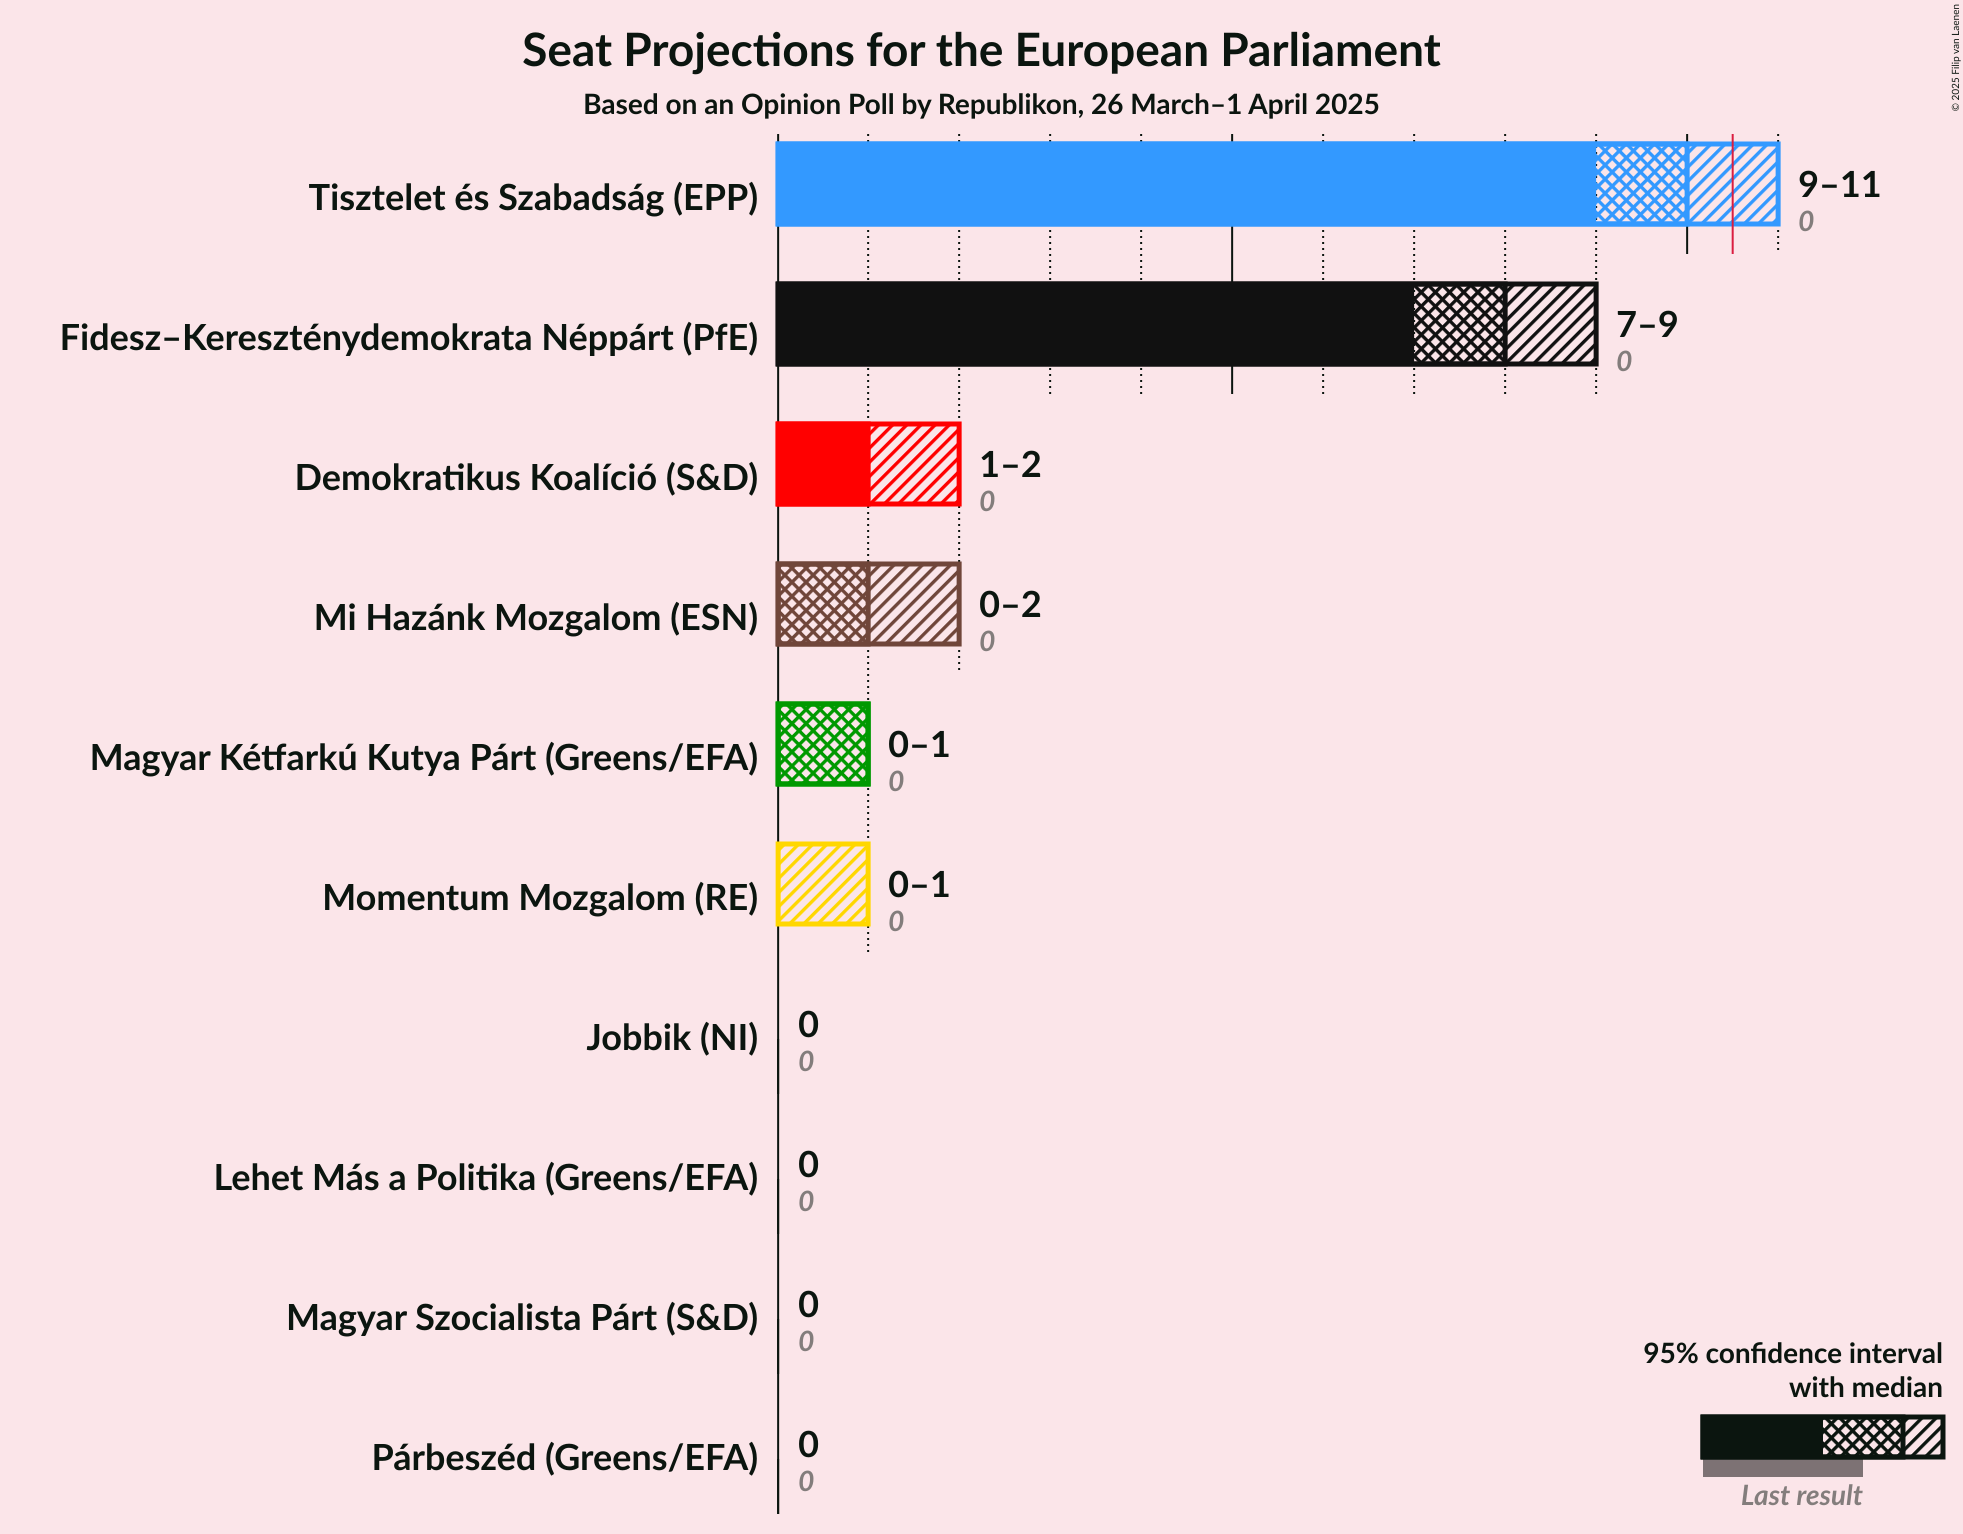 Seat Projections for the European Parliament
Based on an Opinion Poll by Republikon, 26 March–1 April 2025
© 2025 Filip van Laenen
Tisztelet és Szabadság (EPP)
9–11
0
Fidesz–Kereszténydemokrata Néppárt (PfE)
7–9
0
Demokratikus Koalíció (S&D)
1–2
0
Mi Hazánk Mozgalom (ESN)
0–2
0
Magyar Kétfarkú Kutya Párt (Greens/EFA)
0–1
0
Momentum Mozgalom (RE)
0–1
0
Jobbik (NI)
0
0
Lehet Más a Politika (Greens/EFA)
0
0
Magyar Szocialista Párt (S&D)
0
0
Párbeszéd (Greens/EFA)
0
0
95% confidence interval
with median
Last result